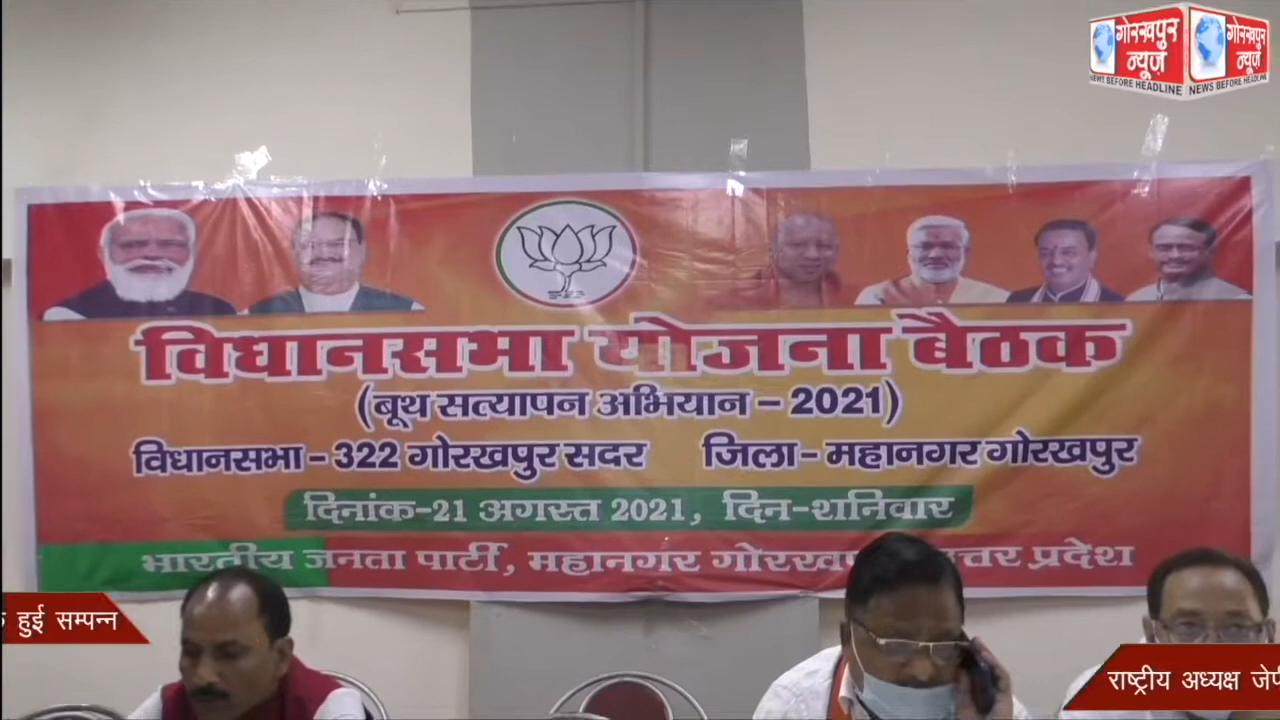 गोरखपुर न्यूज़ गोरखपुर न्यूज़
NEWS BEFORE HEADLINE NEWS BEFORE HEADLINE
विधानसभा योजना बैठक
(बूथ सत्यापन अभियान - 2021)
विधानसभा - 322 गोरखपुर सदर जिला - महानगर गोरखपुर
दिनांक-21 अगस्त 2021, दिन-शनिवार
भारतीय जनता पार्टी, महानगर गोरखपु त्तर प्रदेश
हुई सम्पन्न
राष्ट्रीय अध्यक्ष जेपी